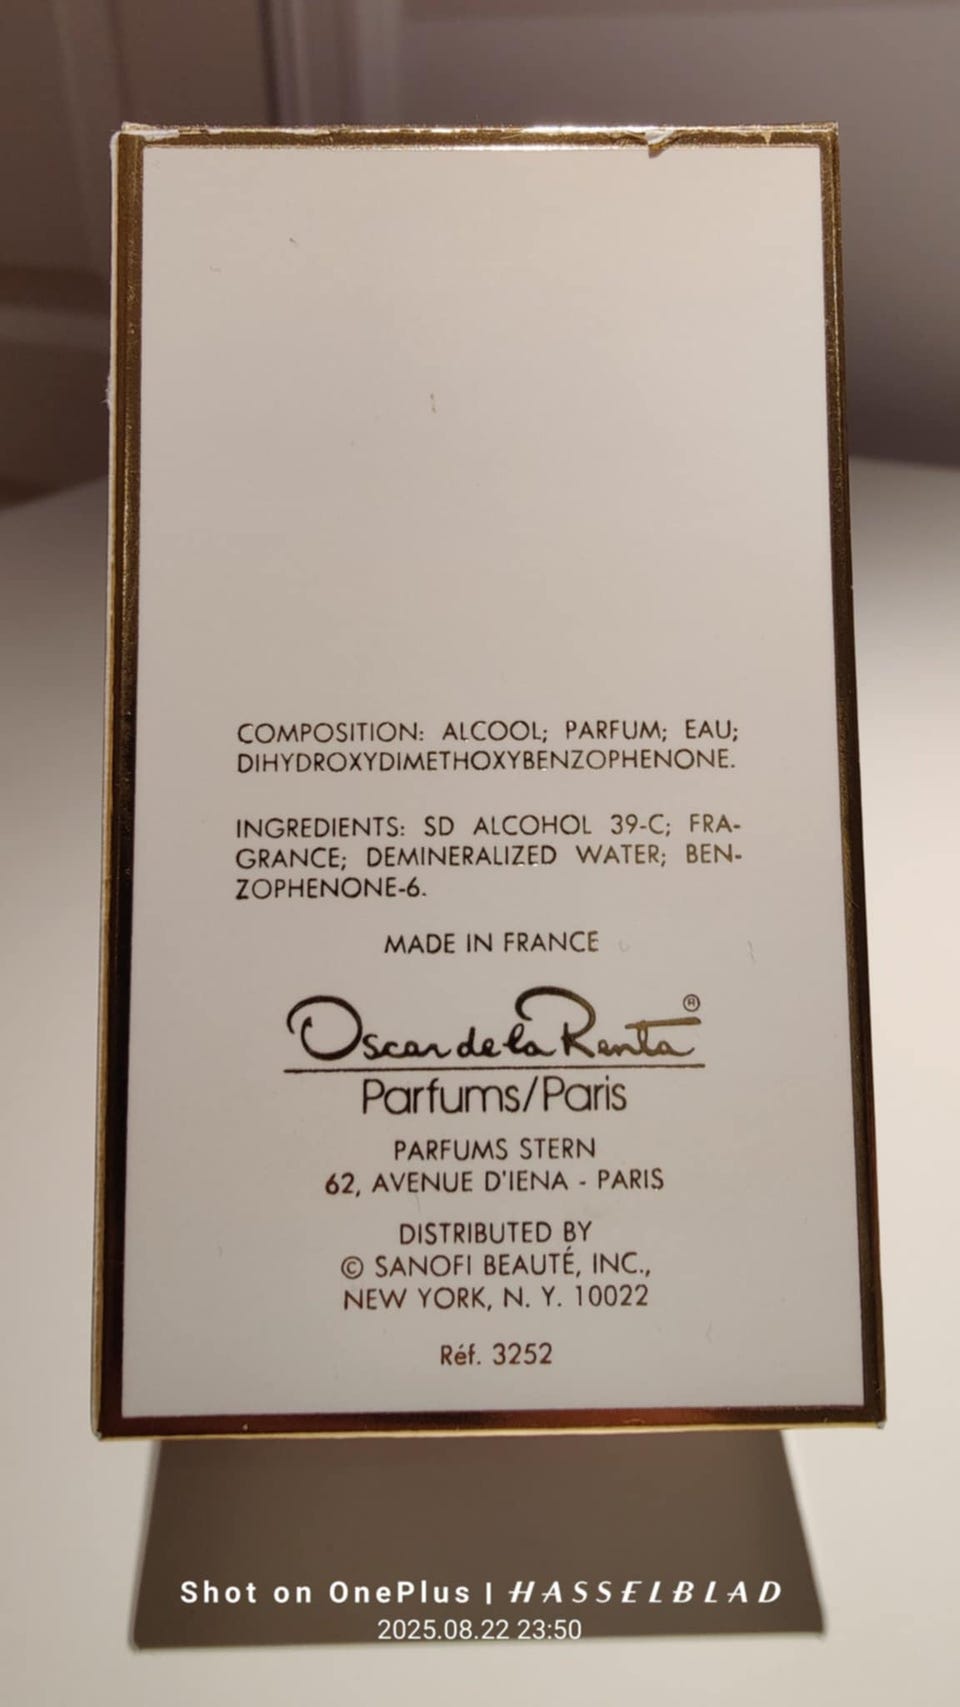 COMPOSITION: ALCOOL; PARFUM; EAU;
DIHYDROXYDIMETHOXYBENZOPHENONE.
INGREDIENTS: SD ALCOHOL 39-C; FRA-
GRANCE; DEMINERALIZED WATER; BEN-
ZOPHENONE-6.
MADE IN FRANCE
Oscar de la Renta ®
Parfums/Paris
PARFUMS STERN
62, AVENUE D'IENA - PARIS
DISTRIBUTED BY
© SANOFI BEAUTÉ, INC.,
NEW YORK, N. Y. 10022
Réf. 3252
Shot on OnePlus | HASSELBLAD
2025.08.22 23:50